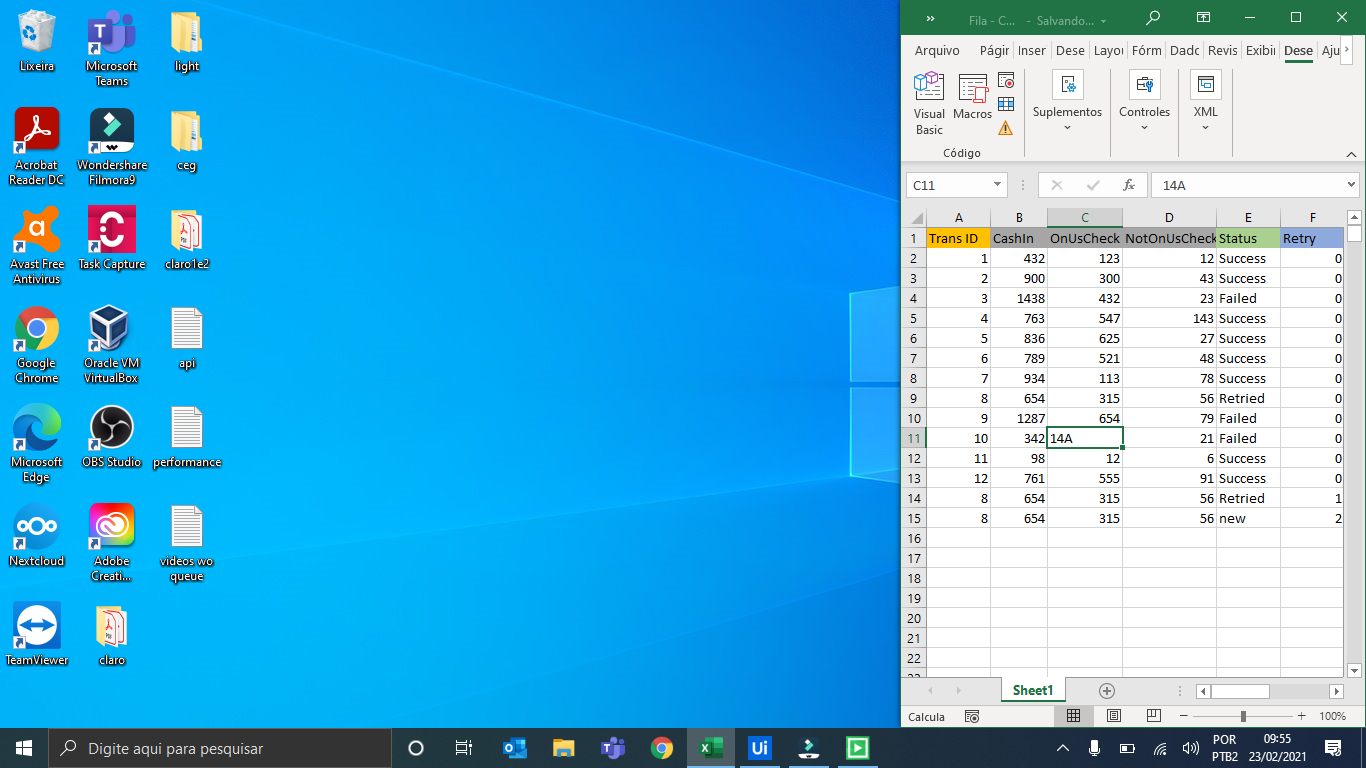 Lixeira
Microsoft
Teams
light
Acrobat
Reader DC
Wondershare
Filmora9
ceg
Avast Free
Antivirus
Task Capture
claro1e2
Google
Chrome
Oracle VM
VirtualBox
api
Microsoft
Edge
OBS Studio
performance
Nextcloud
Adobe
Creati...
vídeos wo
queue
TeamViewer
claro
Fila - C... - Salvando...
Arquivo Págir Inser Dese Layou Fórm Dado Revis Exibi Dese Aju
Visual
Basic
Macros
Suplementos
Controles
XML
Código
C11 fx 14A
A B C D E F
1 Trans ID CashIn OnUsCheck NotOnUsCheck Status Retry
2 1 432 123 12 Success 0
3 2 900 300 43 Success 0
4 3 1438 432 23 Failed 0
5 4 763 547 143 Success 0
6 5 836 625 27 Success 0
7 6 789 521 48 Success 0
8 7 934 113 78 Success 0
9 8 654 315 56 Retried 0
10 9 1287 654 79 Failed 0
11 10 342 14A 21 Failed 0
12 11 98 12 6 Success 0
13 12 761 555 91 Success 0
14 8 654 315 56 Retried 1
15 8 654 315 56 new 2
16
17
18
19
20
21
22
Sheet1
Calcula 100%
Digite aqui para pesquisar
Ui
POR
PTB2
09:55
23/02/2021